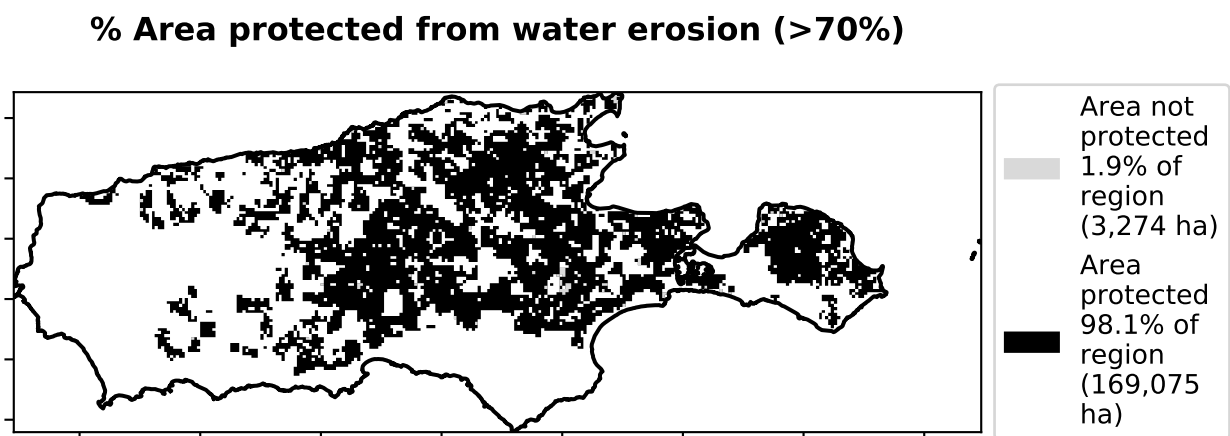 % Area protected from water erosion (>70%)
Area not
protected
1.9% of
region
(3,274 ha)
Area
protected
98.1% of
region
(169,075
ha)